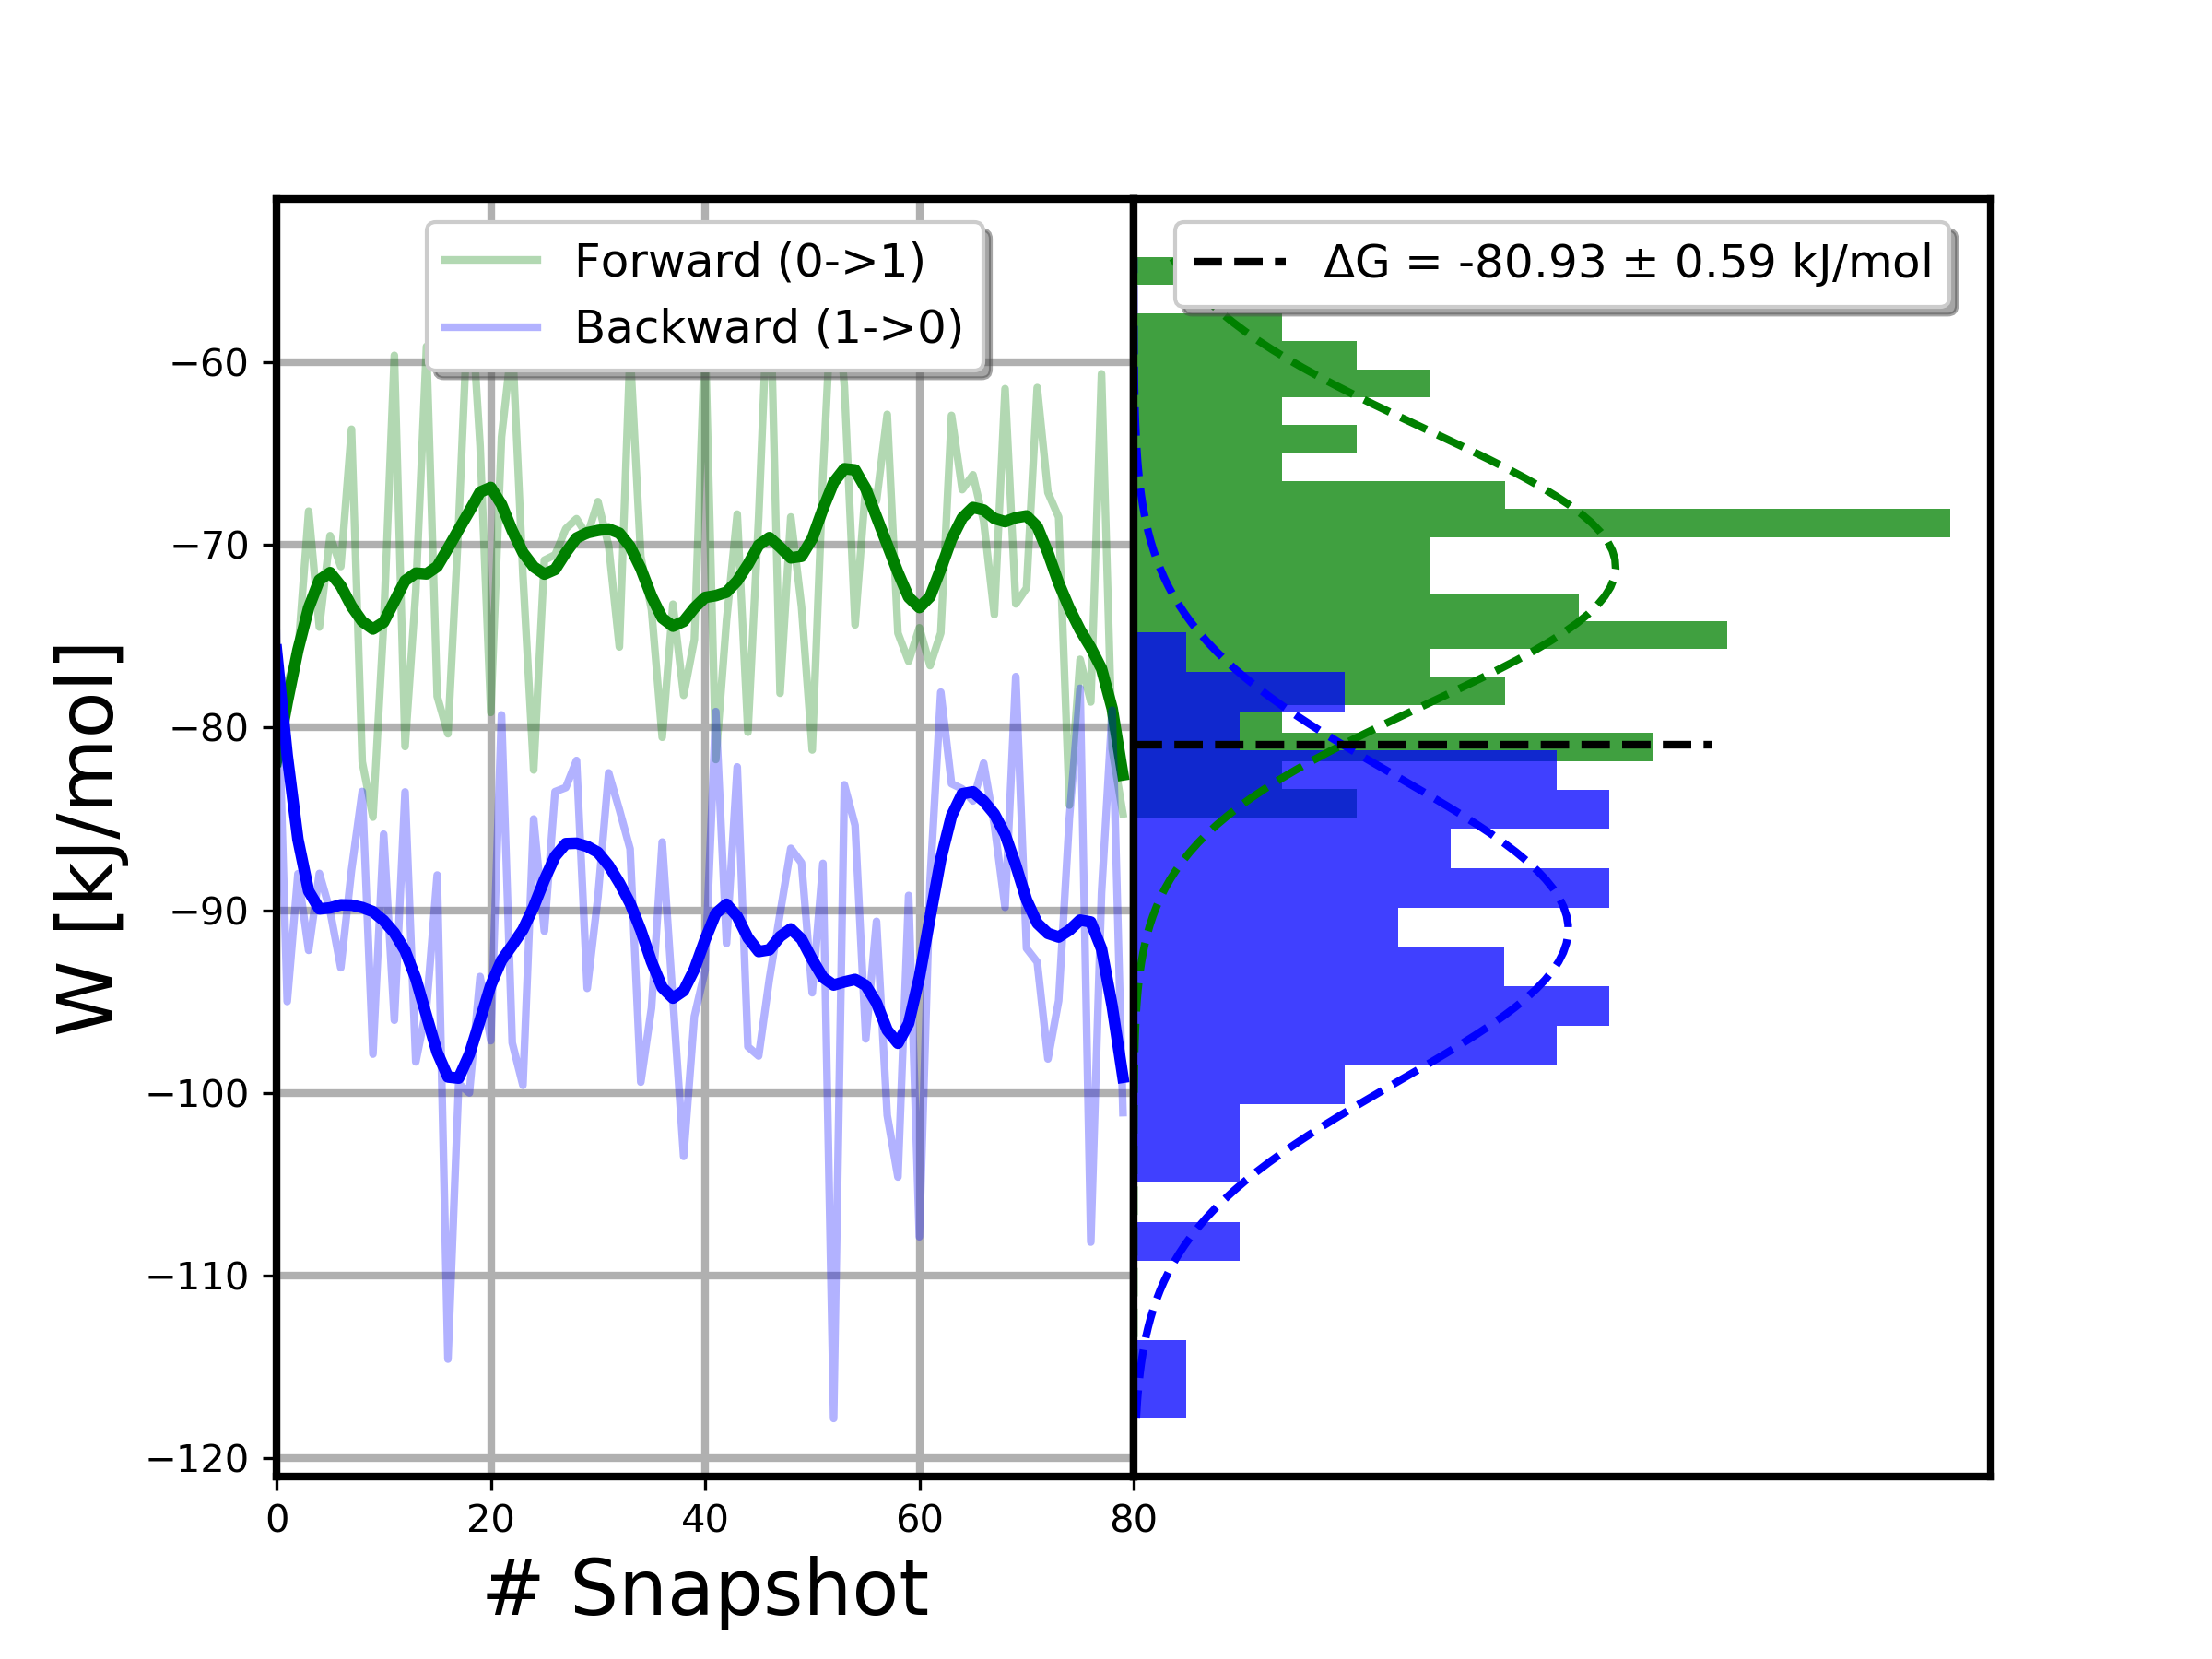 Forward (0->1)
Backward (1->0)
ΔG = -80.93 ± 0.59 kJ/mol
W [kJ/mol]
−60
−70
−80
−90
−100
−110
−120
0 20 40 60 80
# Snapshot